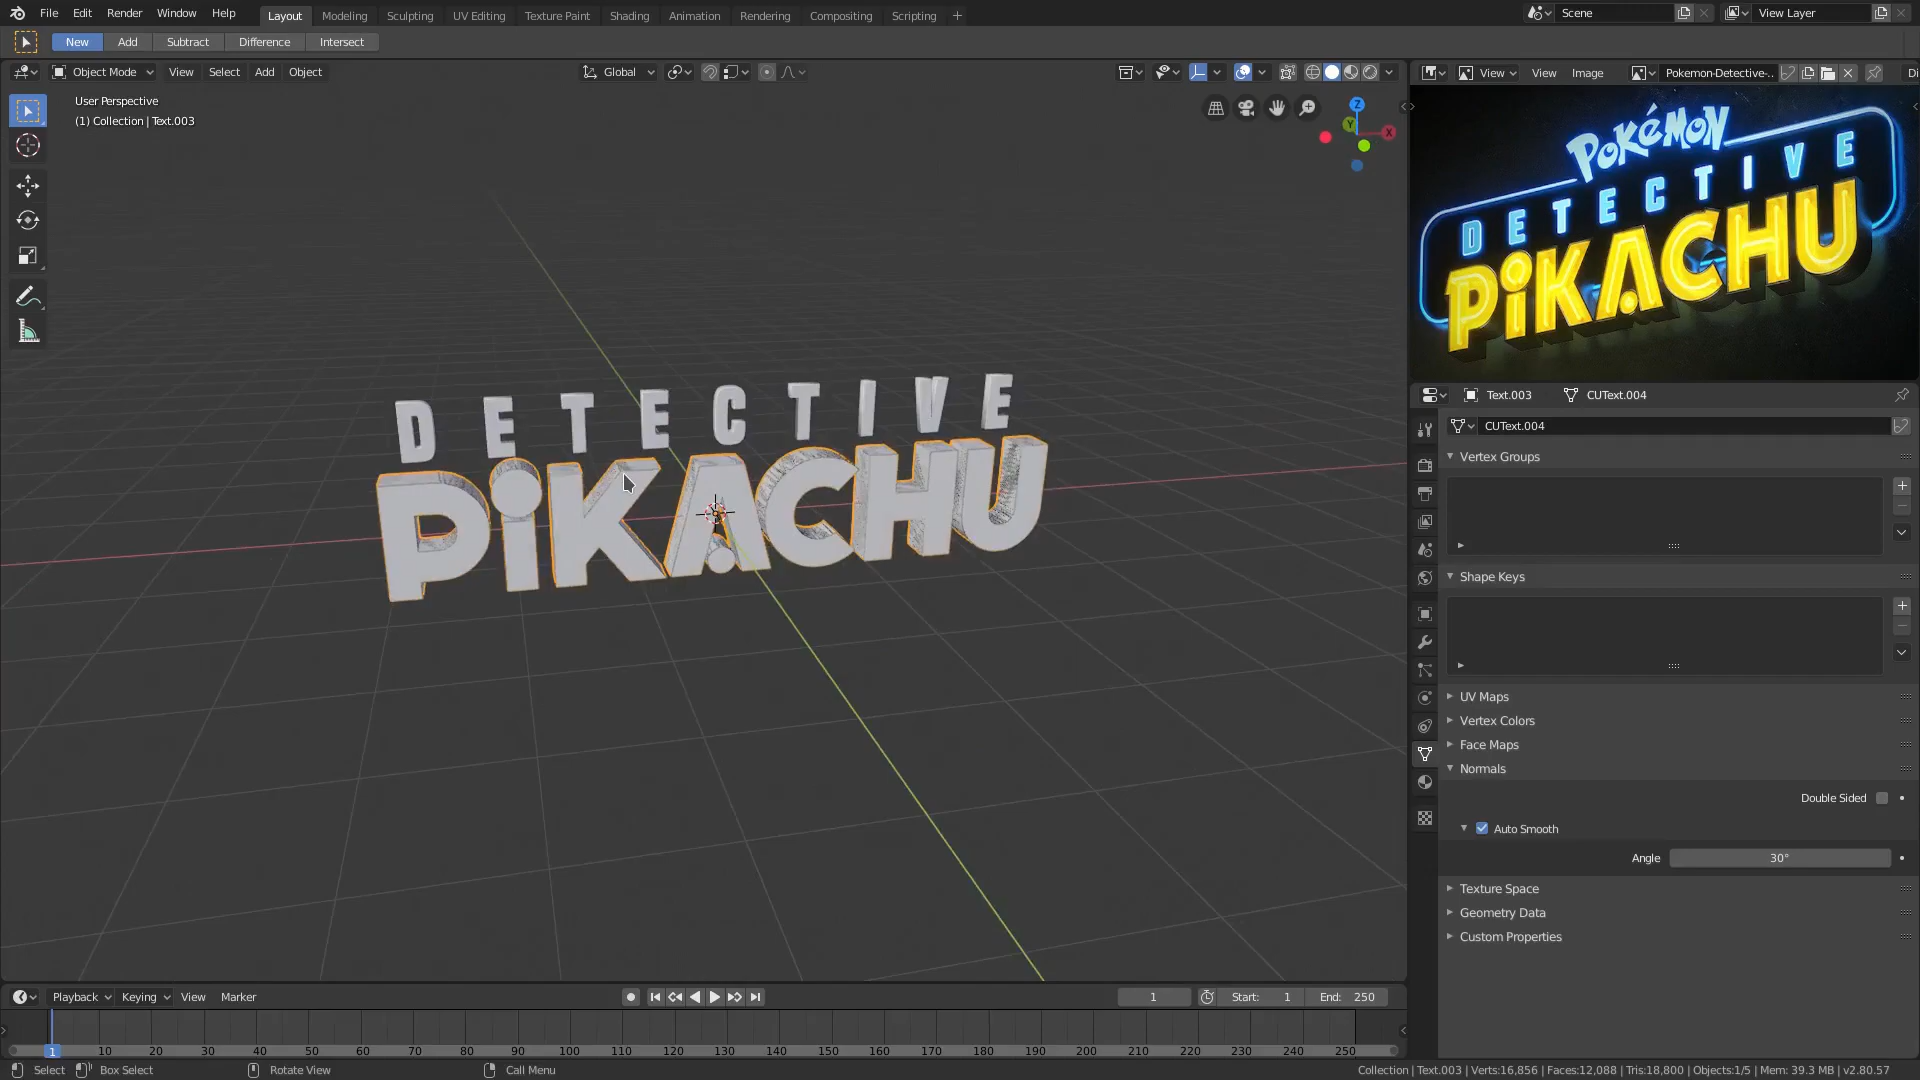 File Edit Render Window Help Layout Modeling Sculpting UV Editing Texture Paint Shading Animation Rendering Compositing Scripting + Scene View Layer
New Add Subtract Difference Intersect
Object Mode View Select Add Object Global
View View Image Pokemon-Detective-.. Di
User Perspective
(1) Collection | Text.003
Z
Y
X
Pokémon
DETECTIVE
PiKACHU
DETECTIVE
PiKACHU
Text.003 CUText.004
CUText.004
Vertex Groups
Shape Keys
UV Maps
Vertex Colors
Face Maps
Normals
Double Sided
Auto Smooth
Angle 30°
Texture Space
Geometry Data
Custom Properties
Playback Keying View Marker 1 Start: 1 End: 250
1 10 20 30 40 50 60 70 80 90 100 110 120 130 140 150 160 170 180 190 200 210 220 230 240 250
Select Box Select Rotate View Call Menu Collection | Text.003 | Verts:16,856 | Faces:12,088 | Tris:18,800 | Objects:1/5 | Mem: 39.3 MB | v2.80.57